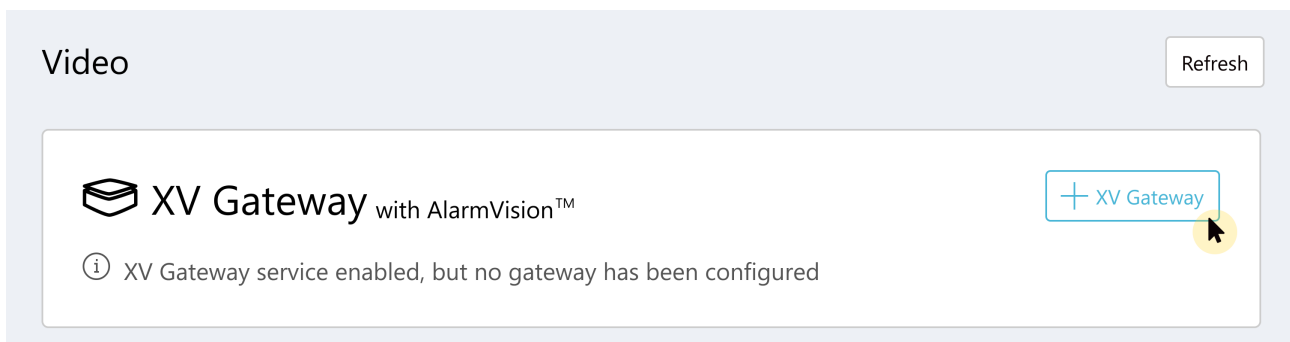 Video
Refresh
XV Gateway with AlarmVision™
+ XV Gateway
XV Gateway service enabled, but no gateway has been configured